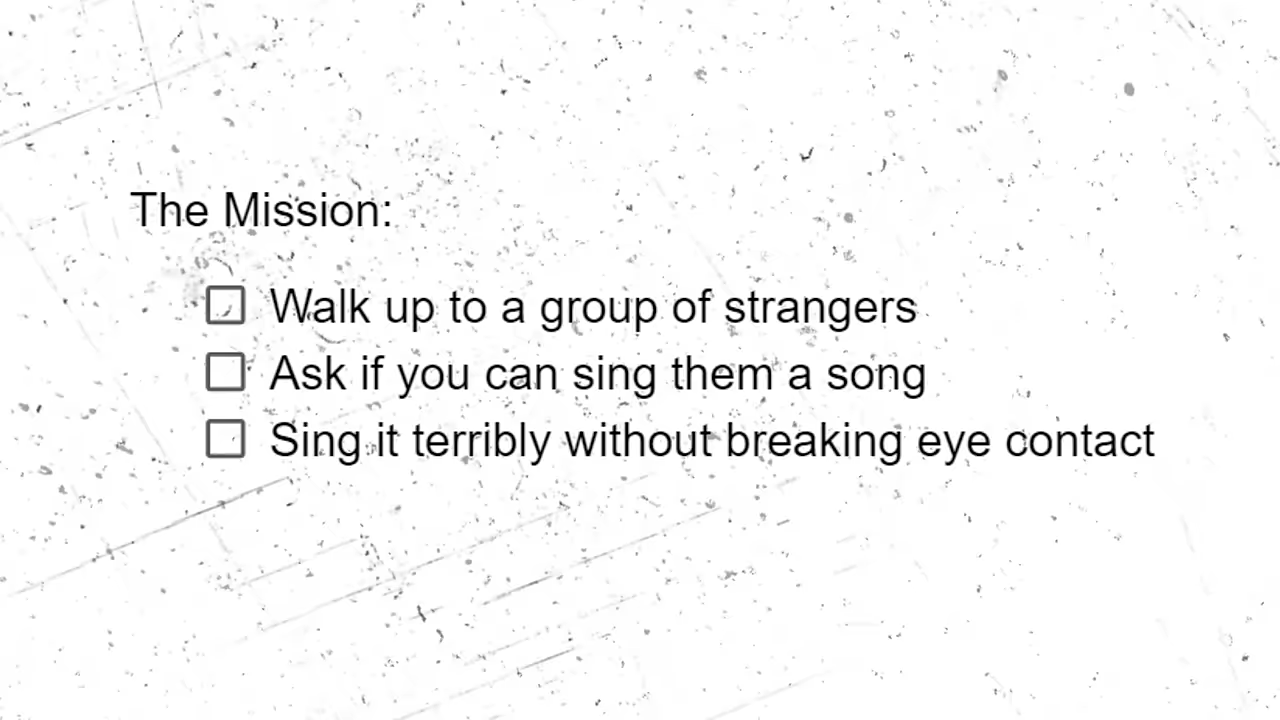 The Mission:
Walk up to a group of strangers
Ask if you can sing them a song
Sing it terribly without breaking eye contact